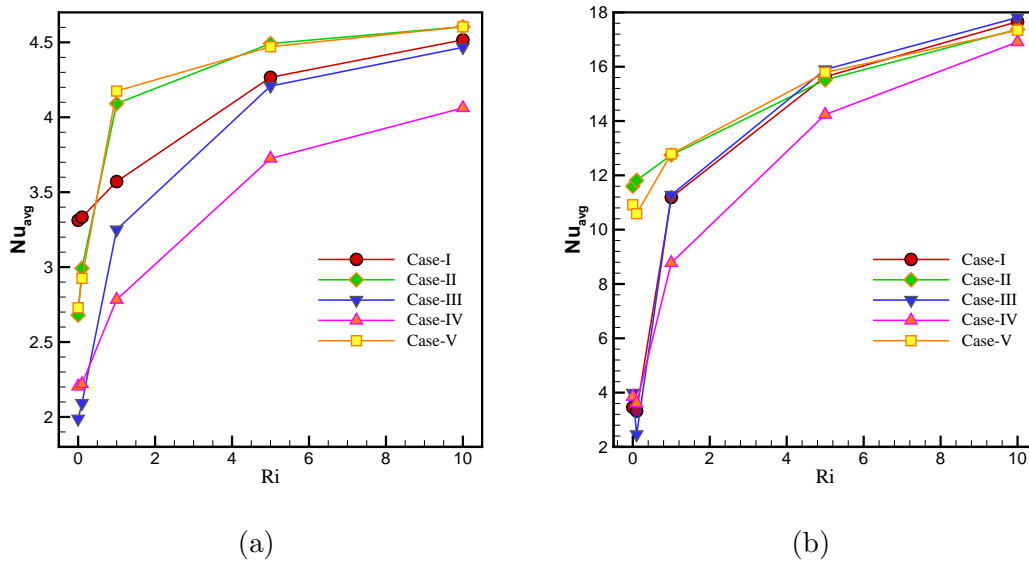 Nu_avg
4.5
4
3.5
3
2.5
2
0 2 4 6 8 10
Ri
Case-I
Case-II
Case-III
Case-IV
Case-V
(a)
Nu_avg
18
16
14
12
10
8
6
4
2
0 2 4 6 8 10
Ri
Case-I
Case-II
Case-III
Case-IV
Case-V
(b)